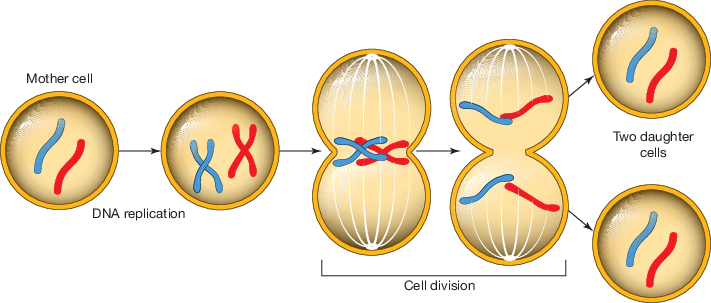 Mother cell
DNA replication
Cell division
Two daughter
cells